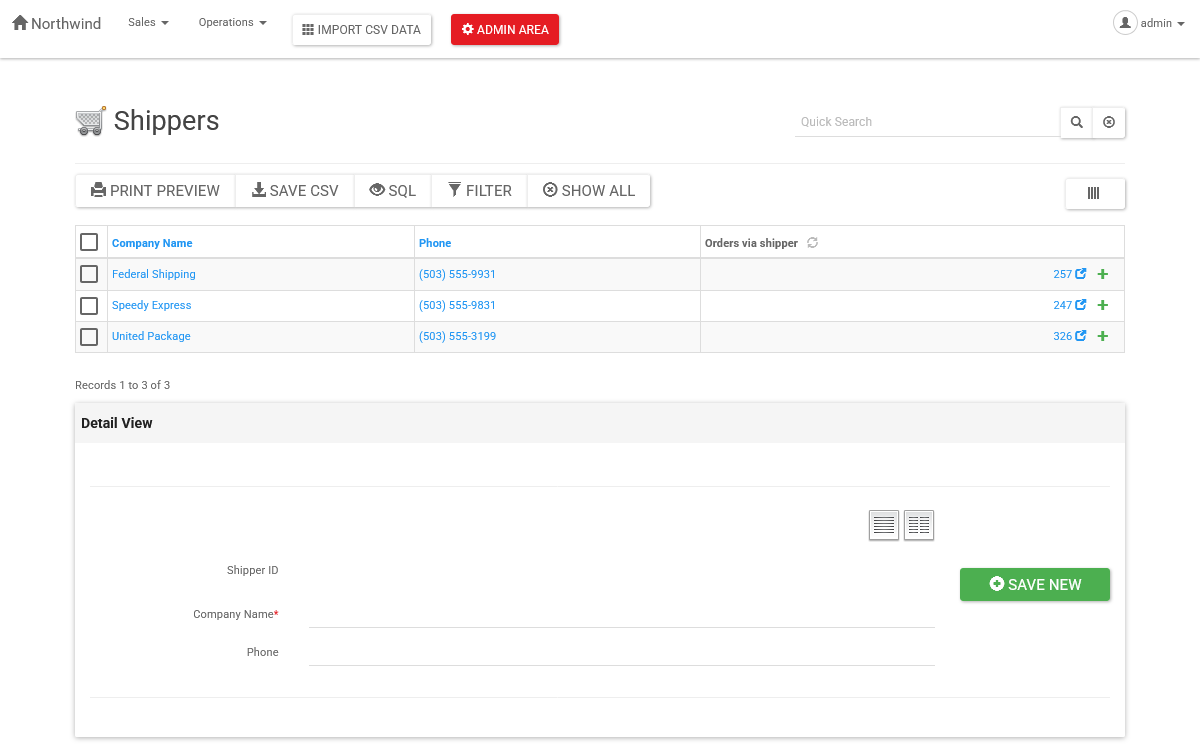 Northwind Sales Operations IMPORT CSV DATA ADMIN AREA admin
Shippers Quick Search
PRINT PREVIEW SAVE CSV SQL FILTER SHOW ALL
Company Name Phone Orders via shipper
Federal Shipping (503) 555-9931 257
Speedy Express (503) 555-9831 247
United Package (503) 555-3199 326
Records 1 to 3 of 3
Detail View
Shipper ID
SAVE NEW
Company Name*
Phone